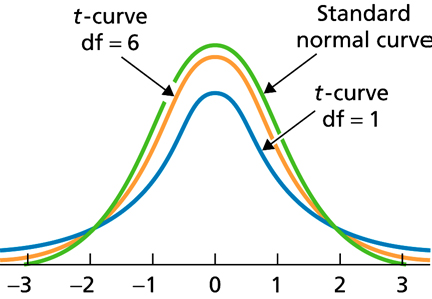 t-curve
df = 6
Standard
normal curve
t-curve
df = 1
−3 −2 −1 0 1 2 3